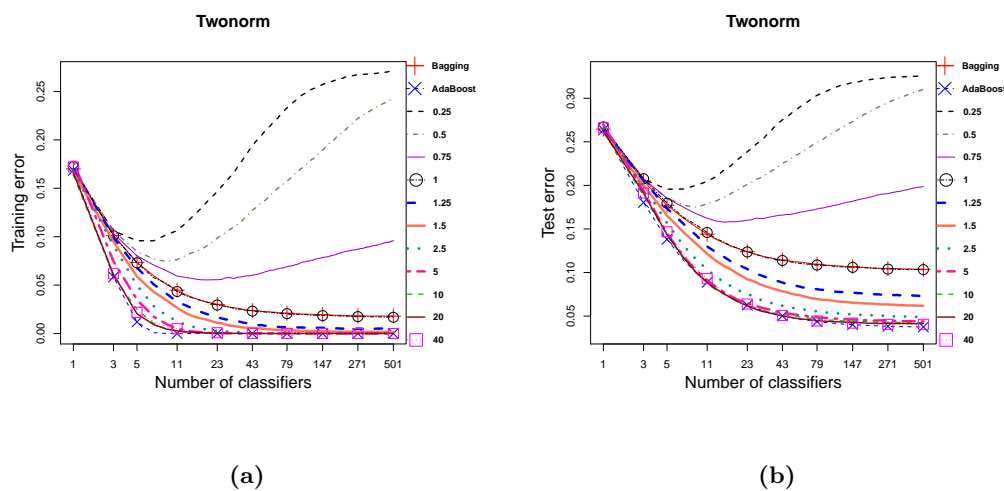 Twonorm
Training error
0.00 0.05 0.10 0.15 0.20 0.25
1 3 5 11 23 43 79 147 271 501
Number of classifiers
Bagging
AdaBoost
0.25
0.5
0.75
1
1.25
1.5
2.5
5
10
20
40
(a)
Twonorm
Test error
0.05 0.10 0.15 0.20 0.25 0.30
1 3 5 11 23 43 79 147 271 501
Number of classifiers
Bagging
AdaBoost
0.25
0.5
0.75
1
1.25
1.5
2.5
5
10
20
40
(b)